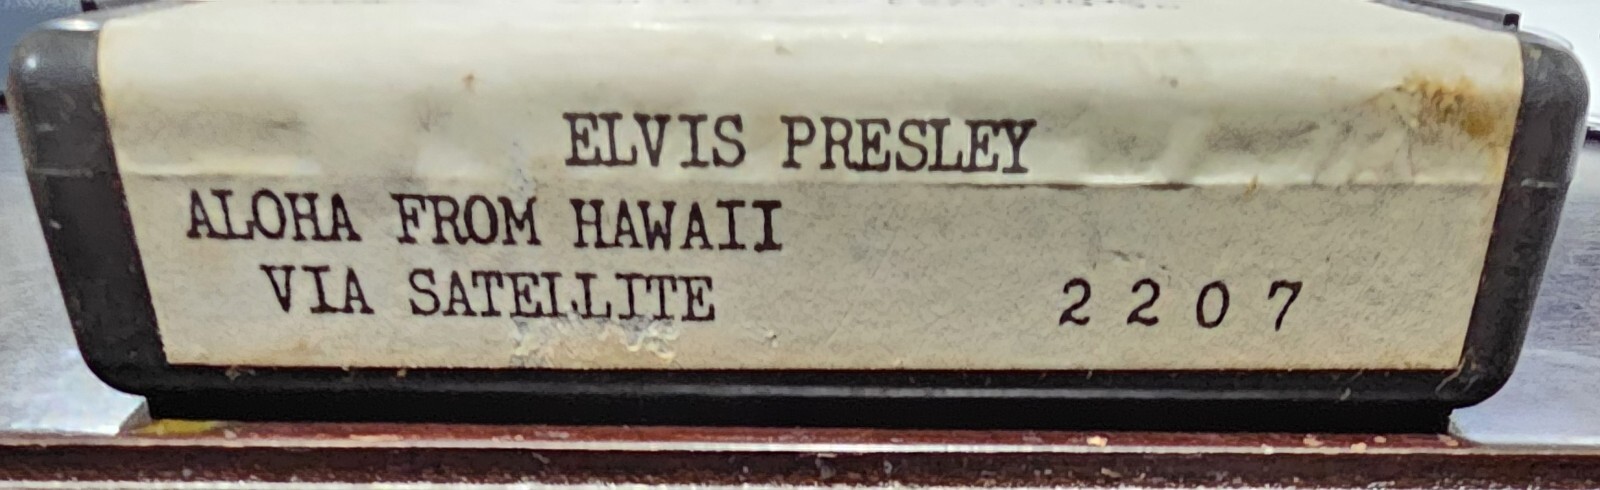 ELVIS PRESLEY
ALOHA FROM HAWAII
VIA SATELLITE 2207